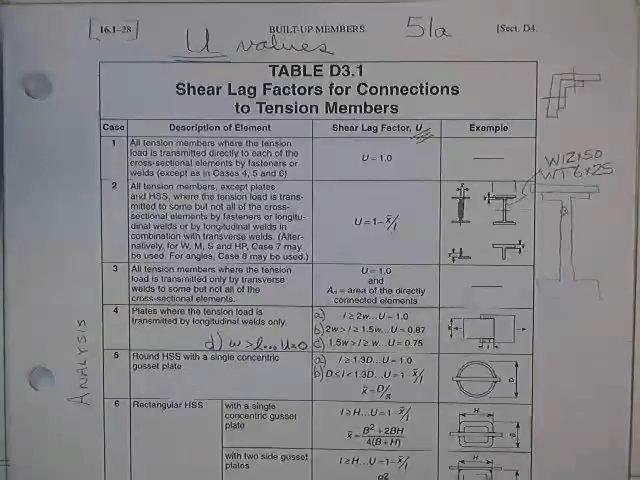 16.1-28
BUILT-UP MEMBERS
51a
[Sect. D4
U values
TABLE D3.1
Shear Lag Factors for Connections
to Tension Members
Case
Description of Element
Shear Lag Factor, U
Example
1
All tension members where the tension
load is transmitted directly to each of the
cross-sectional elements by fasteners or
welds (except as in Cases 4, 5 and 6)
U = 1.0
2
All tension members, except plates
and HSS, where the tension load is trans-
mitted to some but not all of the cross-
sectional elements by fasteners or longitu-
dinal welds or by longitudinal welds in
combination with transverse welds. (Alter-
natively, for W, M, S and HP, Case 7 may
be used. For angles, Case 8 may be used.)
U = 1- x̄/l
W12x50
WT6x25
3
All tension members where the tension
load is transmitted only by transverse
welds to some but not all of the
cross-sectional elements.
U = 1.0
and
An = area of the directly
connected elements
4
Plates where the tension load is
transmitted by longitudinal welds only.
a) l ≥ 2w...U = 1.0
b) 2w > l ≥ 1.5w...U = 0.87
c) 1.5w > l ≥ w...U = 0.75
d) w > l... U = 0
5
Round HSS with a single concentric
gusset plate
a) l ≥ 1.3D...U = 1.0
b) D ≤ l < 1.3D...U = 1- x̄/l
x̄ = D/π
D
6
Rectangular HSS
with a single
concentric gusset
plate
l ≥ H...U = 1- x̄/l
x̄ = B² + 2BH
4(B + H)
H
B
with two side gusset
plates
l ≥ H...U = 1- x̄/l
B²
H
ANALYSIS